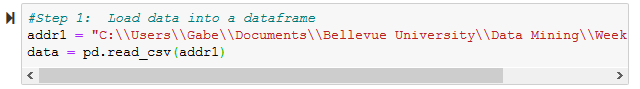 #Step 1:  Load data into a dataframe
addr1 = "C:\\Users\\Gabe\\Documents\\Bellevue University\\Data Mining\\Week
data = pd.read_csv(addr1)